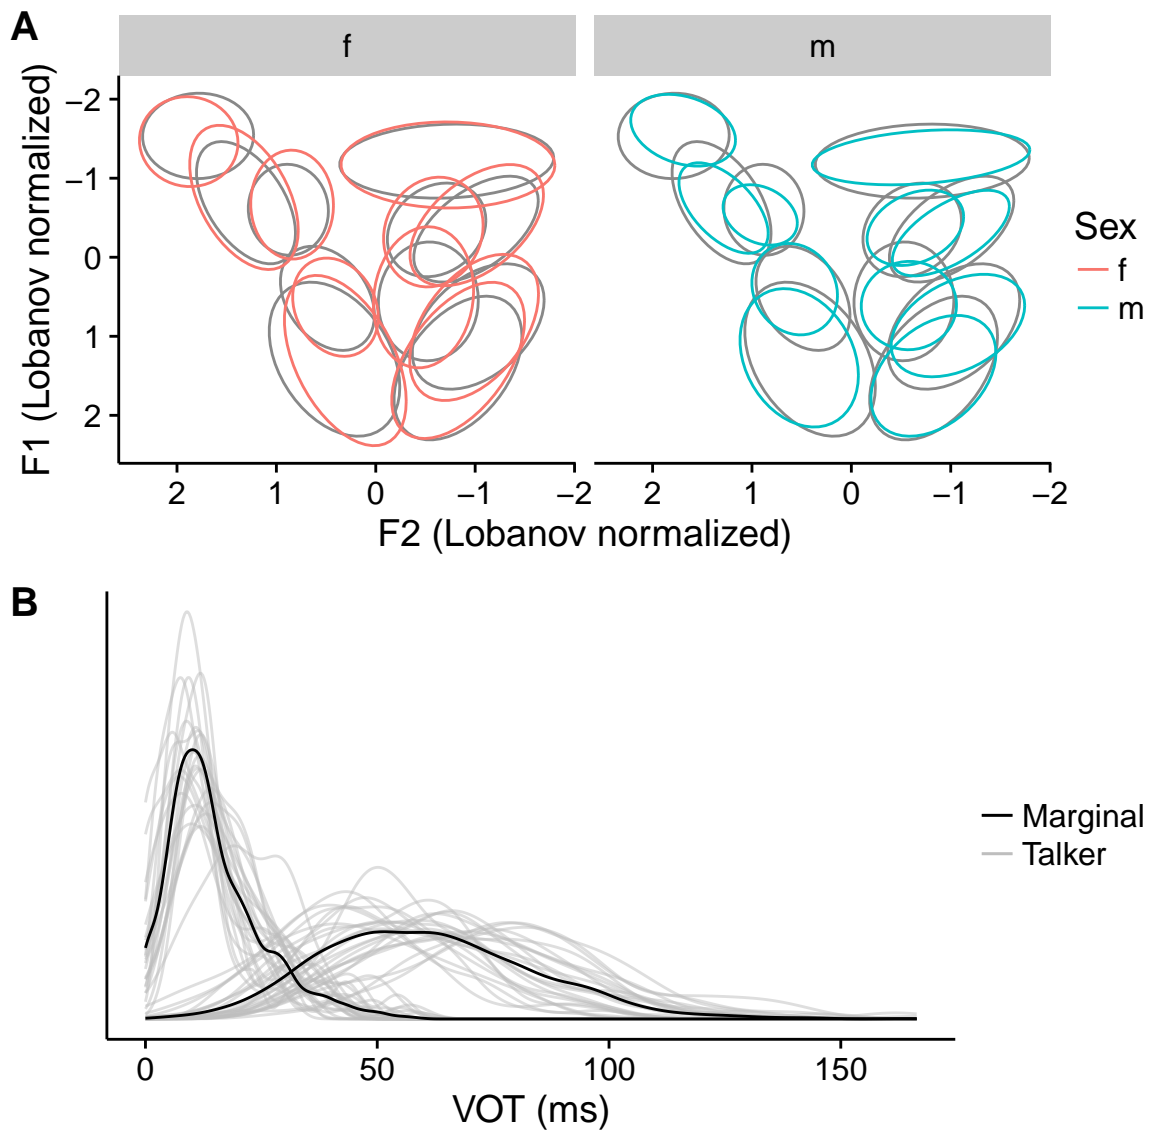 A
f m
F1 (Lobanov normalized)
−2
−1
0
1
2
2 1 0 −1 −2 2 1 0 −1 −2
F2 (Lobanov normalized)
Sex
f
m
B
Marginal
Talker
0 50 100 150
VOT (ms)